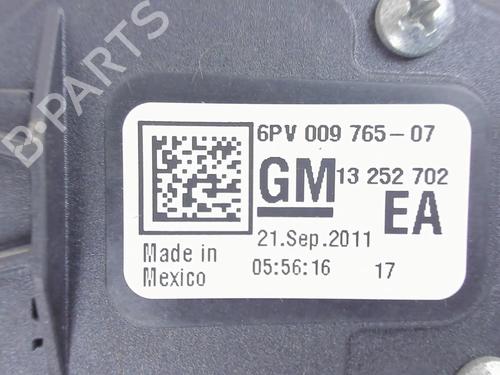 B-PARTS
6PV 009 765-07
GM 13 252 702
EA
21.Sep.2011
Made in
Mexico
05:56:16 17